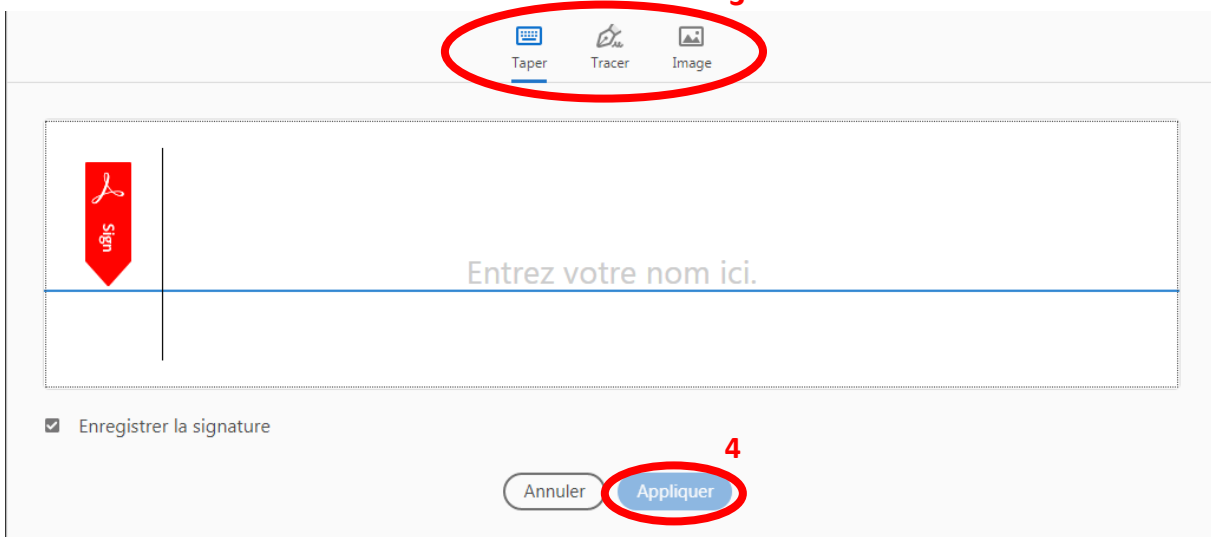 Taper Tracer Image
Sign
Entrez votre nom ici.
Enregistrer la signature
4
Annuler Appliquer